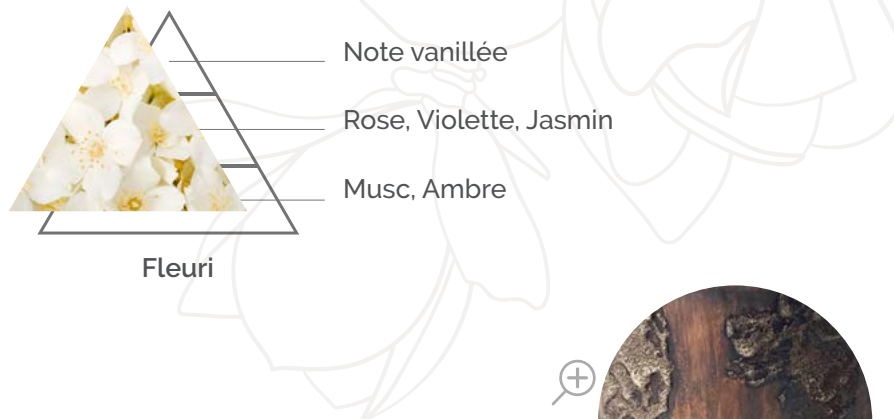 Note vanillée
Rose, Violette, Jasmin
Musc, Ambre
Fleuri